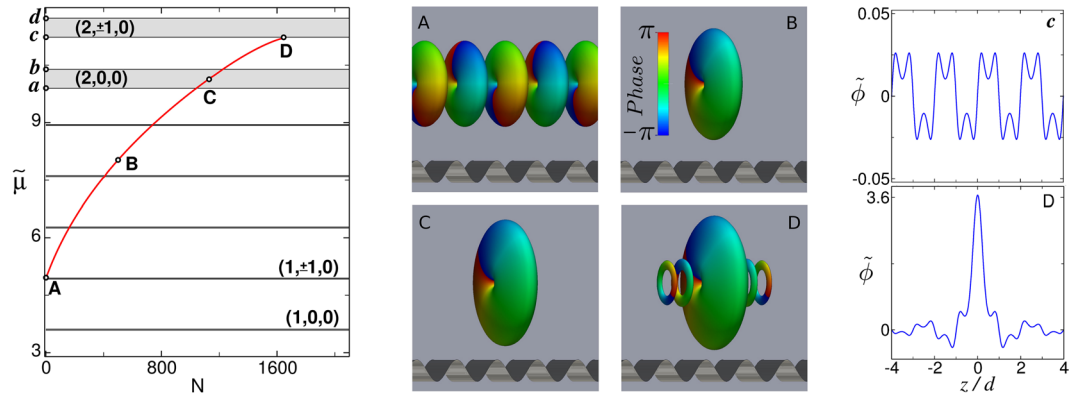 d
(2,±1,0)
c
D
b
(2,0,0)
a
C
9
B
μ̃
6
(1,±1,0)
A
(1,0,0)
3
0
800
1600
N
A
B
π
Phase
−π
C
D
0.05
c
φ̃
0
-0.05
3.6
D
φ̃
0
-4
-2
0
2
4
z/d